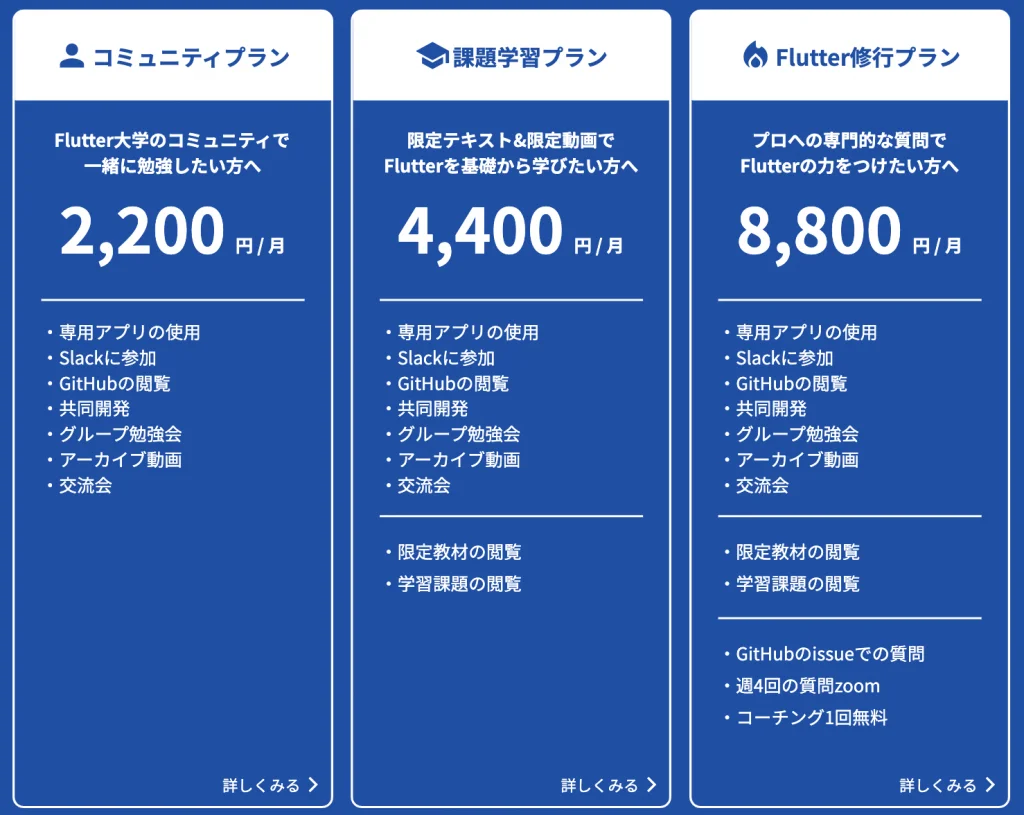 コミュニティプラン
Flutter大学のコミュニティで
一緒に勉強したい方へ
2,200 円 / 月
・専用アプリの使用
・Slackに参加
・GitHubの閲覧
・共同開発
・グループ勉強会
・アーカイブ動画
・交流会
詳しくみる
課題学習プラン
限定テキスト&限定動画で
Flutterを基礎から学びたい方へ
4,400 円 / 月
・専用アプリの使用
・Slackに参加
・GitHubの閲覧
・共同開発
・グループ勉強会
・アーカイブ動画
・交流会
・限定教材の閲覧
・学習課題の閲覧
詳しくみる
Flutter修行プラン
プロへの専門的な質問で
Flutterの力をつけたい方へ
8,800 円 / 月
・専用アプリの使用
・Slackに参加
・GitHubの閲覧
・共同開発
・グループ勉強会
・アーカイブ動画
・交流会
・限定教材の閲覧
・学習課題の閲覧
・GitHubのissueでの質問
・週4回の質問zoom
・コーチング1回無料
詳しくみる